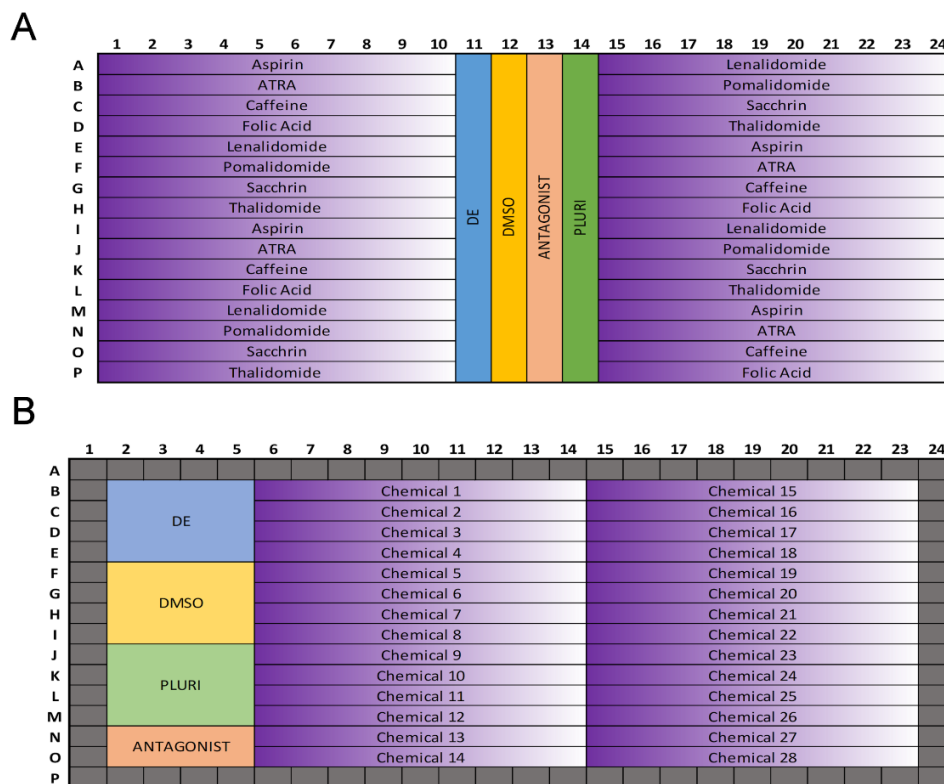 A
1 2 3 4 5 6 7 8 9 10 11 12 13 14 15 16 17 18 19 20 21 22 23 24
A Aspirin Lenalidomide
B ATRA Pomalidomide
C Caffeine Sacchrin
D Folic Acid Thalidomide
E Lenalidomide Aspirin
F Pomalidomide ATRA
G Sacchrin Caffeine
H Thalidomide Folic Acid
I Aspirin Lenalidomide
J ATRA Pomalidomide
K Caffeine Sacchrin
L Folic Acid Thalidomide
M Lenalidomide Aspirin
N Pomalidomide ATRA
O Sacchrin Caffeine
P Thalidomide Folic Acid
DE
DMSO
ANTAGONIST
PLURI
B
1 2 3 4 5 6 7 8 9 10 11 12 13 14 15 16 17 18 19 20 21 22 23 24
A
B Chemical 1 Chemical 15
C Chemical 2 Chemical 16
DE
D Chemical 3 Chemical 17
E Chemical 4 Chemical 18
F Chemical 5 Chemical 19
G Chemical 6 Chemical 20
DMSO
H Chemical 7 Chemical 21
I Chemical 8 Chemical 22
J Chemical 9 Chemical 23
K Chemical 10 Chemical 24
PLURI
L Chemical 11 Chemical 25
M Chemical 12 Chemical 26
N Chemical 13 Chemical 27
ANTAGONIST
O Chemical 14 Chemical 28
P